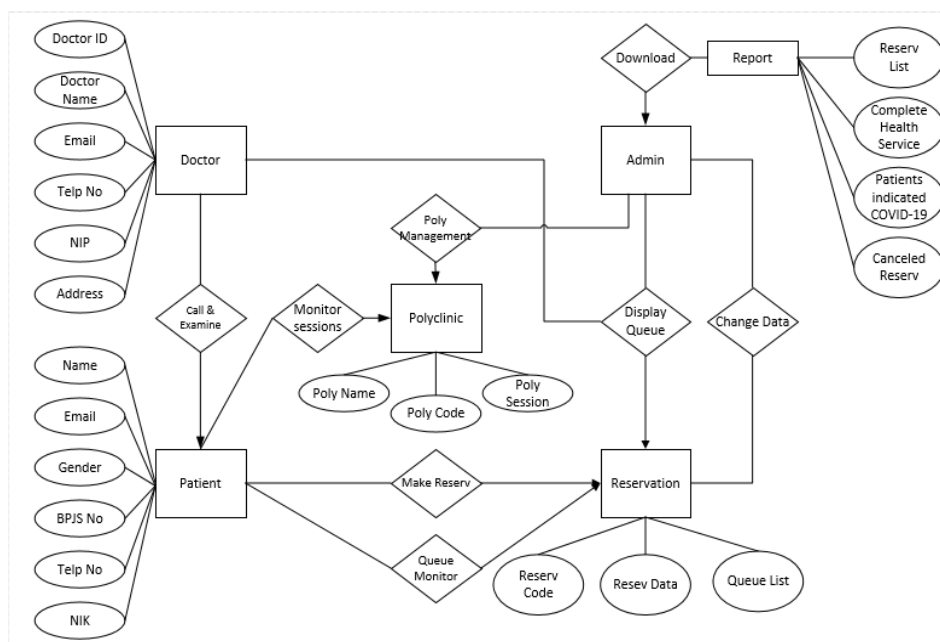 Doctor ID
Doctor
Name
Email
Telp No
NIP
Address
Doctor
Call &
Examine
Name
Email
Gender
BPJS No
Telp No
NIK
Patient
Monitor
sessions
Poly
Management
Polyclinic
Poly Name
Poly Code
Poly
Session
Make Reserv
Queue
Monitor
Download
Report
Admin
Display
Queue
Change Data
Reservation
Reserv
Code
Resev Data
Queue List
Reserv
List
Complete
Health
Service
Patients
indicated
COVID-19
Canceled
Reserv